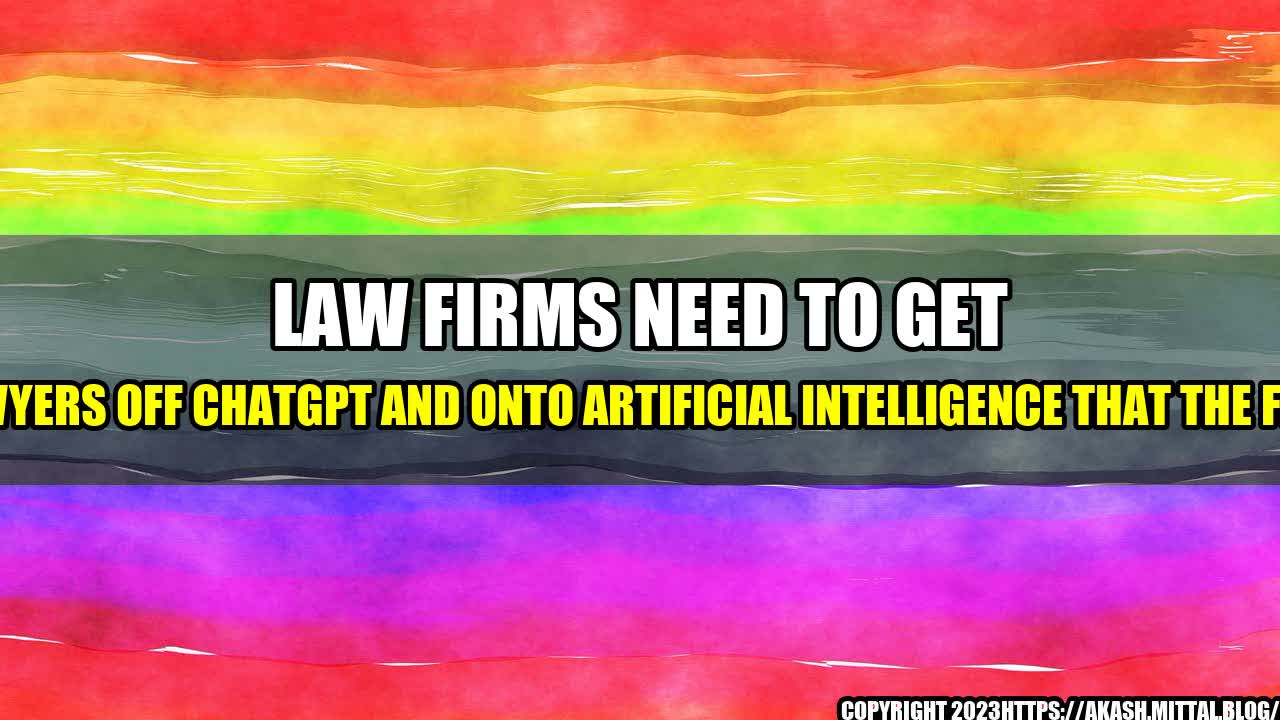 LAW FIRMS NEED TO GET
WYERS OFF CHATGPT AND ONTO ARTIFICIAL INTELLIGENCE THAT THE F
COPYRIGHT 2023HTTPS://AKASH.MITTAL.BLOG/